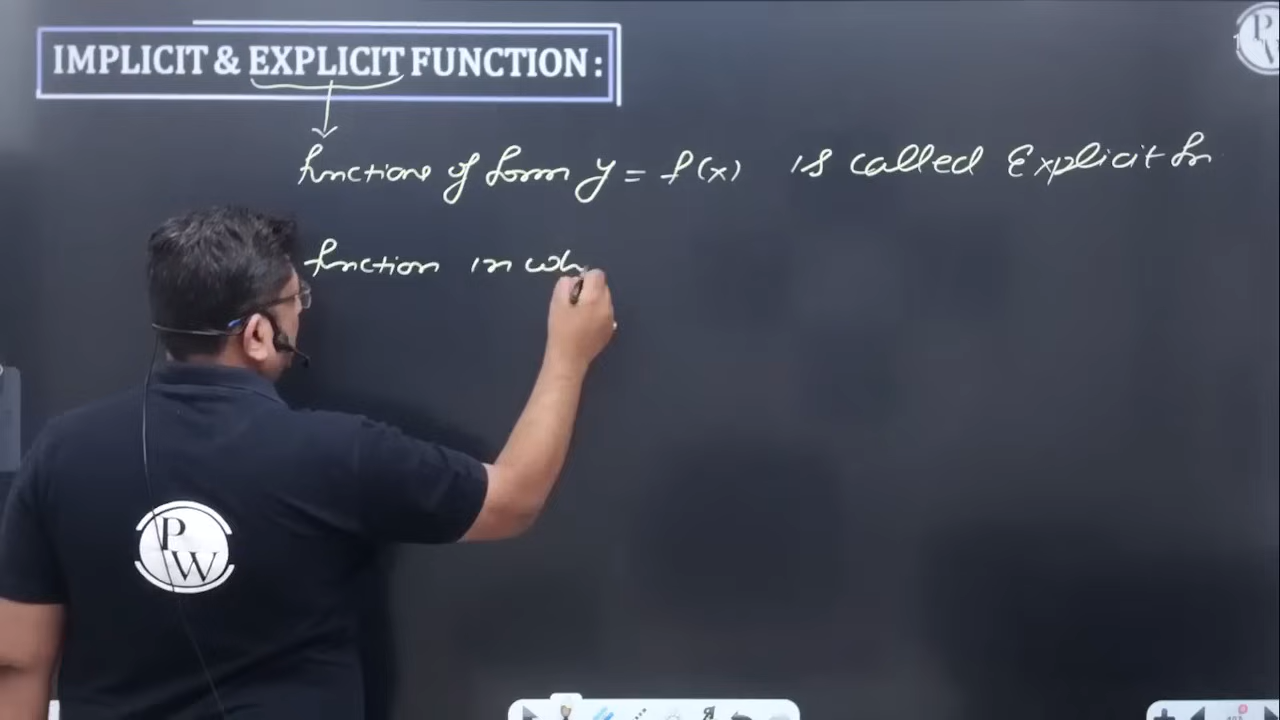 IMPLICIT & EXPLICIT FUNCTION :
functions of form y = f(x) is called Explicit fn
function in wh
P
W